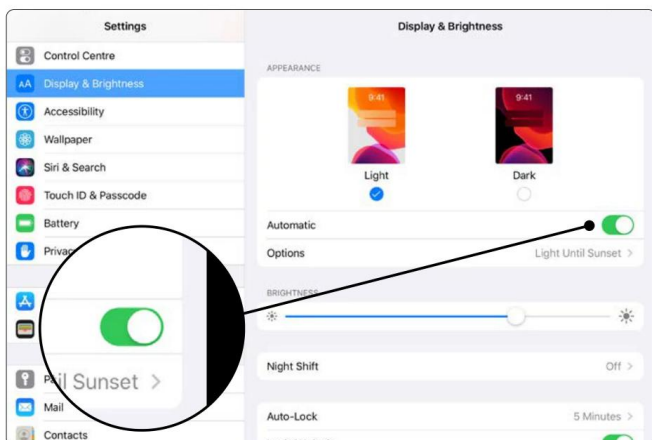 Settings
Control Centre
Display & Brightness
Accessibility
Wallpaper
Siri & Search
Touch ID & Passcode
Battery
Mail
Contacts
Display & Brightness
APPEARANCE
9:41
9:41
Light
Dark
Automatic
Options
Light Until Sunset
BRIGHTNESS
Night Shift
Off
Auto-Lock
5 Minutes
il Sunset